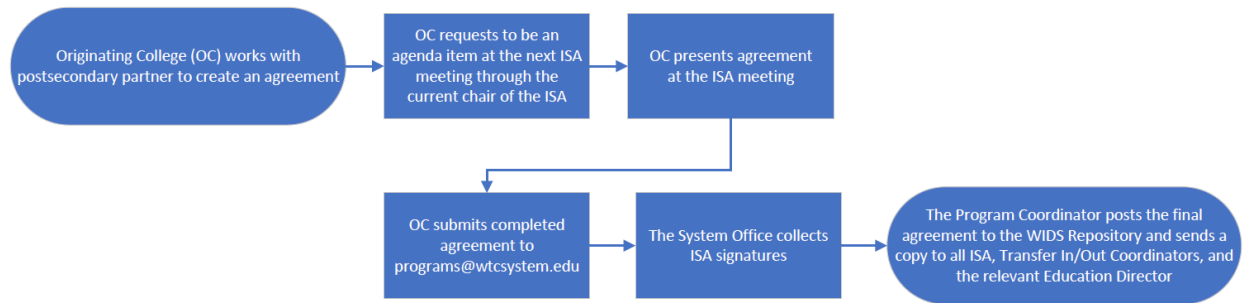 Originating College (OC) works with
postsecondary partner to create an agreement
OC requests to be an
agenda item at the next ISA
meeting through the
current chair of the ISA
OC presents agreement
at the ISA meeting
OC submits completed
agreement to
programs@wtcsystem.edu
The System Office collects
ISA signatures
The Program Coordinator posts the final
agreement to the WIDS Repository and sends a
copy to all ISA, Transfer In/Out Coordinators, and
the relevant Education Director